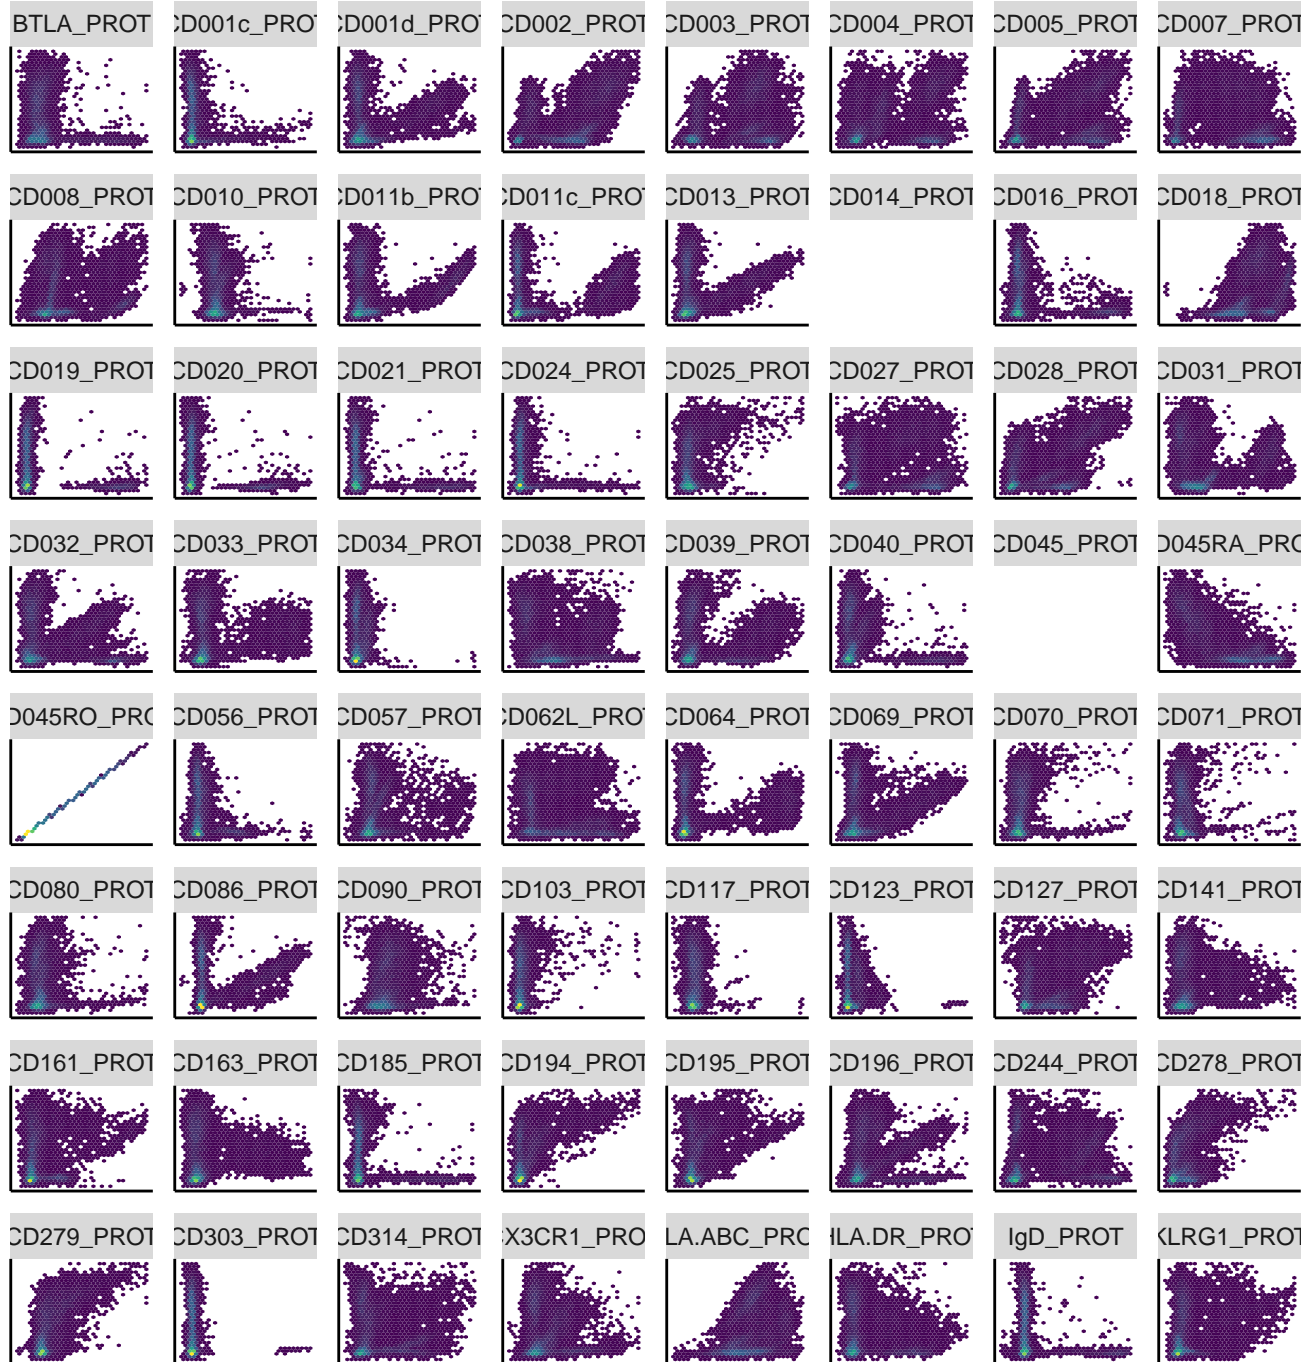 BTLA_PROT CD001c_PROT CD001d_PROT CD002_PROT CD003_PROT CD004_PROT CD005_PROT CD007_PROT
CD008_PROT CD010_PROT CD011b_PROT CD011c_PROT CD013_PROT CD014_PROT CD016_PROT CD018_PROT
CD019_PROT CD020_PROT CD021_PROT CD024_PROT CD025_PROT CD027_PROT CD028_PROT CD031_PROT
CD032_PROT CD033_PROT CD034_PROT CD038_PROT CD039_PROT CD040_PROT CD045_PROT D045RA_PRO
D045RO_PRO CD056_PROT CD057_PROT CD062L_PROT CD064_PROT CD069_PROT CD070_PROT CD071_PROT
CD080_PROT CD086_PROT CD090_PROT CD103_PROT CD117_PROT CD123_PROT CD127_PROT CD141_PROT
CD161_PROT CD163_PROT CD185_PROT CD194_PROT CD195_PROT CD196_PROT CD244_PROT CD278_PROT
CD279_PROT CD303_PROT CD314_PROT CX3CR1_PRO LA.ABC_PRO HLA.DR_PROT IgD_PROT KLRG1_PROT